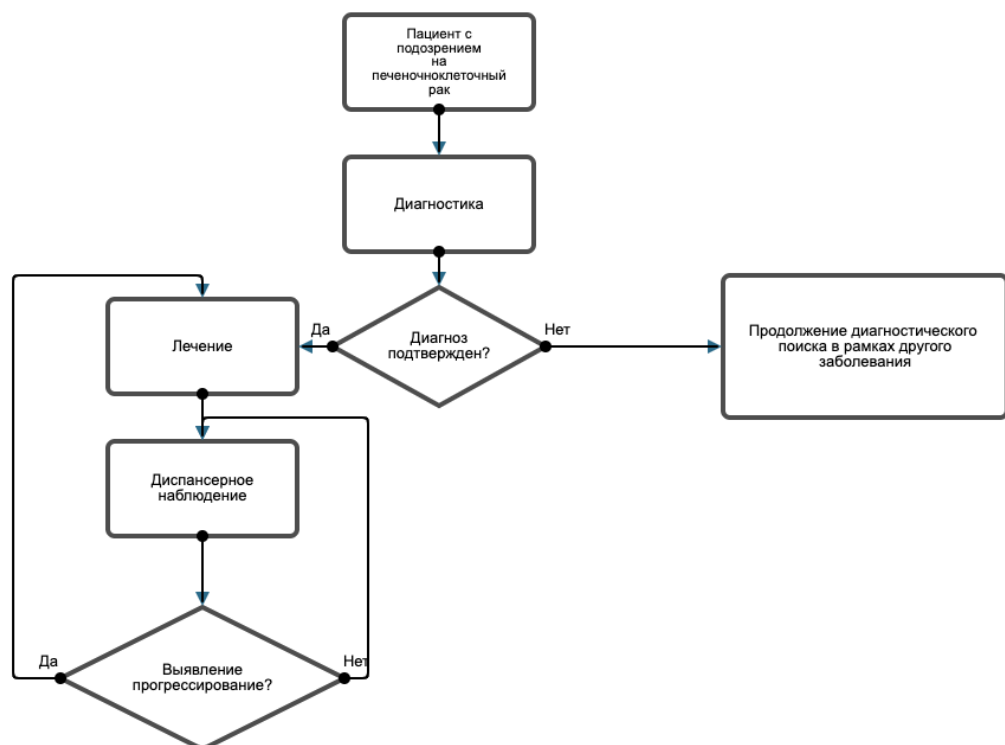 Пациент с
подозрением
на
печеночноклеточный
рак
Диагностика
Да
Диагноз
подтвержден?
Нет
Продолжение диагностического
поиска в рамках другого
заболевания
Лечение
Диспансерное
наблюдение
Да
Выявление
прогрессирование?
Нет